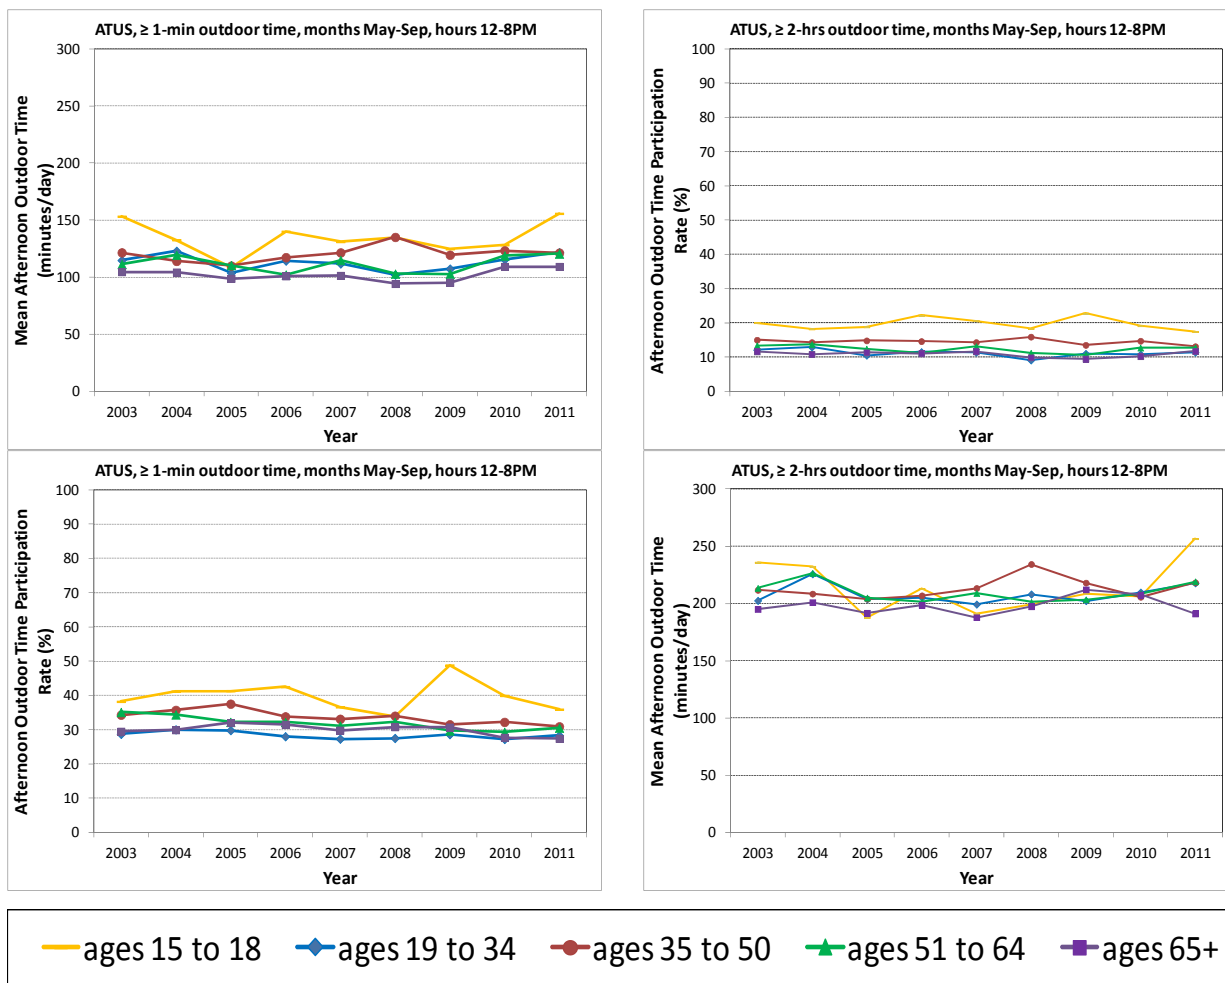 ATUS, ≥ 1-min outdoor time, months May-Sep, hours 12-8PM
Mean Afternoon Outdoor Time
(minutes/day)
300
250
200
150
100
50
0
2003 2004 2005 2006 2007 2008 2009 2010 2011
Year
ATUS, ≥ 2-hrs outdoor time, months May-Sep, hours 12-8PM
Afternoon Outdoor Time Participation
Rate (%)
100
90
80
70
60
50
40
30
20
10
0
2003 2004 2005 2006 2007 2008 2009 2010 2011
Year
ATUS, ≥ 1-min outdoor time, months May-Sep, hours 12-8PM
Afternoon Outdoor Time Participation
Rate (%)
100
90
80
70
60
50
40
30
20
10
0
2003 2004 2005 2006 2007 2008 2009 2010 2011
Year
ATUS, ≥ 2-hrs outdoor time, months May-Sep, hours 12-8PM
Mean Afternoon Outdoor Time
(minutes/day)
300
250
200
150
100
50
0
2003 2004 2005 2006 2007 2008 2009 2010 2011
Year
ages 15 to 18 ages 19 to 34 ages 35 to 50 ages 51 to 64 ages 65+